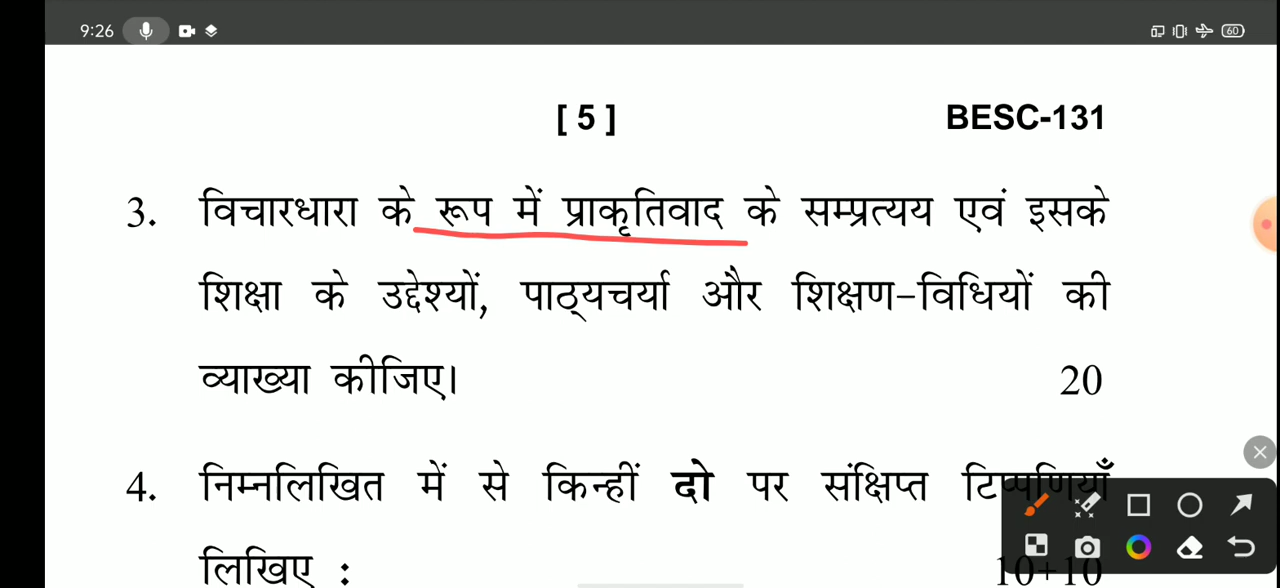 9:26 60
[ 5 ] BESC-131
3. विचारधारा के रूप में प्राकृतिवाद के सम्प्रत्यय एवं इसके
शिक्षा के उद्देश्यों, पाठ्यचर्या और शिक्षण-विधियों की
व्याख्या कीजिए। 20
4. निम्नलिखित में से किन्हीं दो पर संक्षिप्त टिप्पणियाँ
लिखिए : 10+10